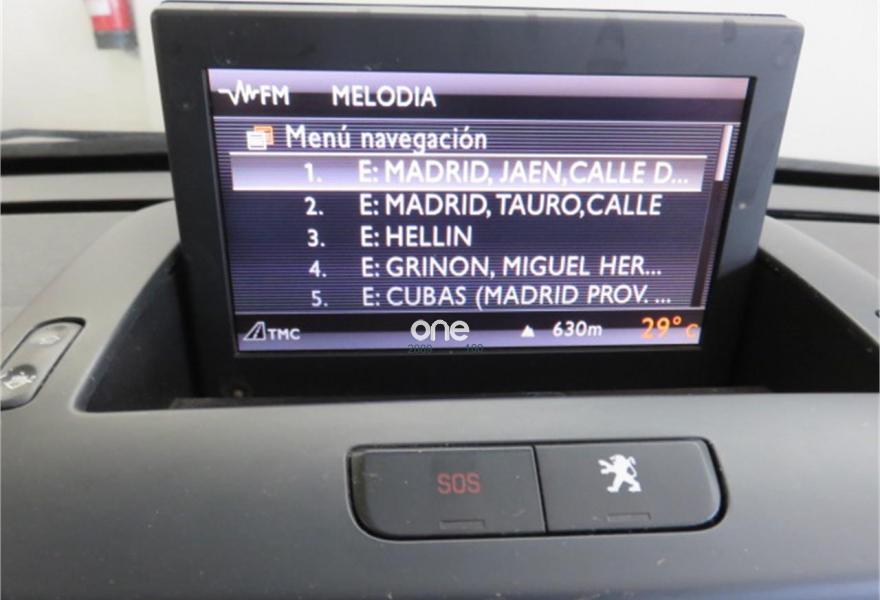 FM MELODIA
Menú navegación
1. E: MADRID, JAEN,CALLE D...
2. E: MADRID, TAURO,CALLE
3. E: HELLIN
4. E: GRINON, MIGUEL HER...
5. E: CUBAS (MADRID PROV. ...
TMC one ▲ 630m 29°C
SOS